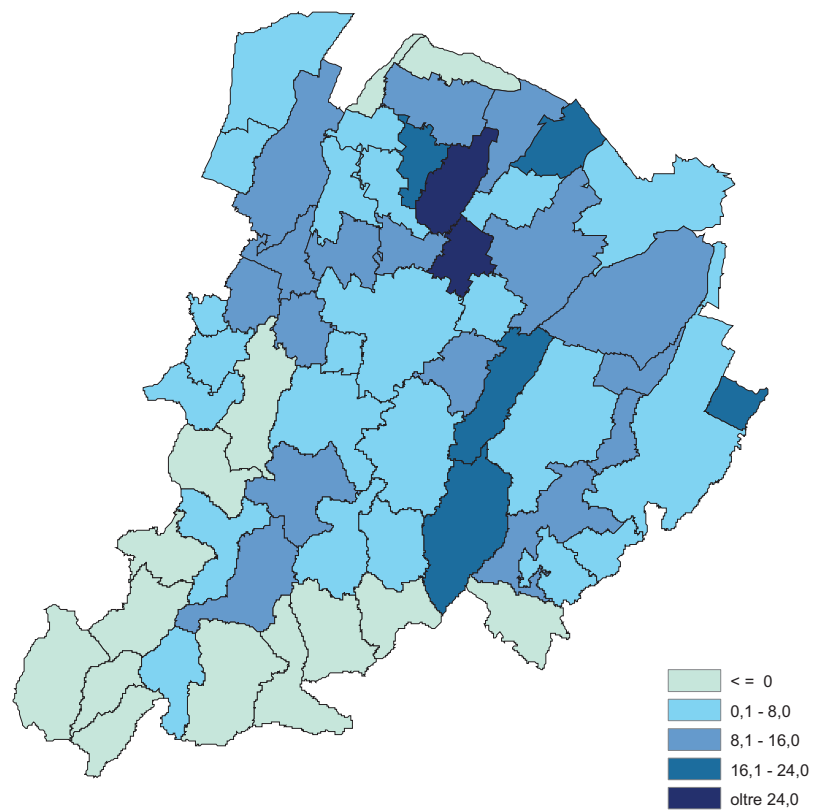 < = 0
0,1 - 8,0
8,1 - 16,0
16,1 - 24,0
oltre 24,0